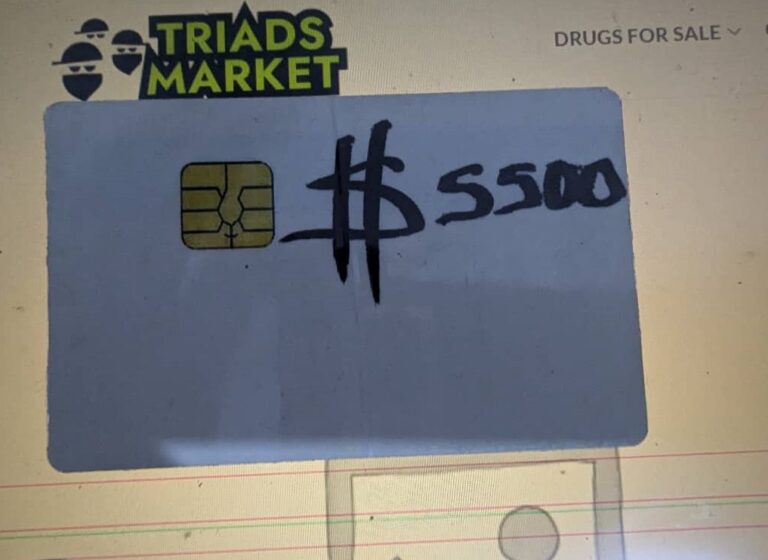 TRIADS
MARKET
DRUGS FOR SALE
$5500